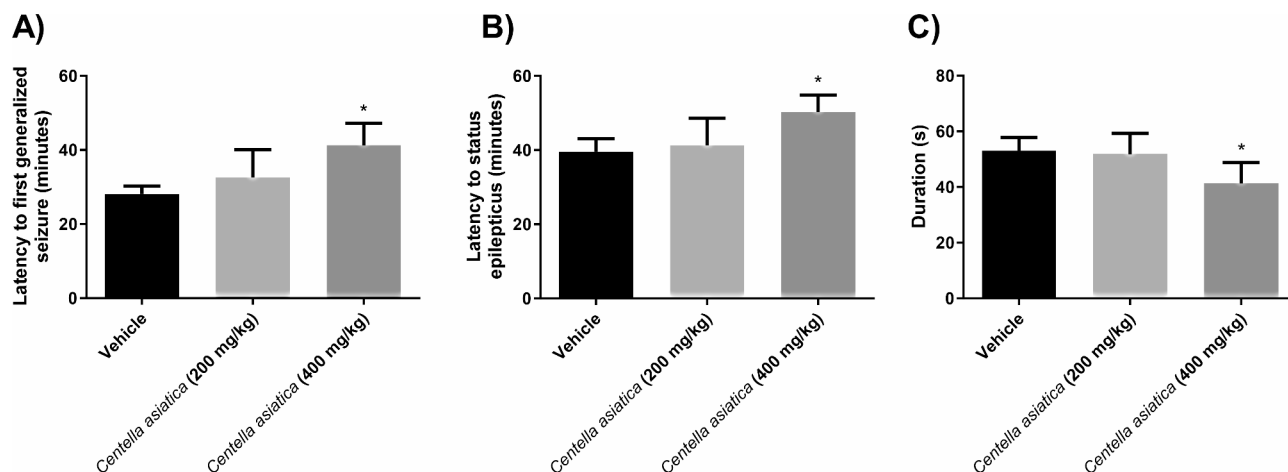 A)
Latency to first generalized
seizure (minutes)
60
40
20
0
*
Vehicle
Centella asiatica (200 mg/kg)
Centella asiatica (400 mg/kg)
B)
Latency to status
epilepticus (minutes)
60
40
20
0
*
Vehicle
Centella asiatica (200 mg/kg)
Centella asiatica (400 mg/kg)
C)
Duration (s)
80
60
40
20
0
*
Vehicle
Centella asiatica (200 mg/kg)
Centella asiatica (400 mg/kg)